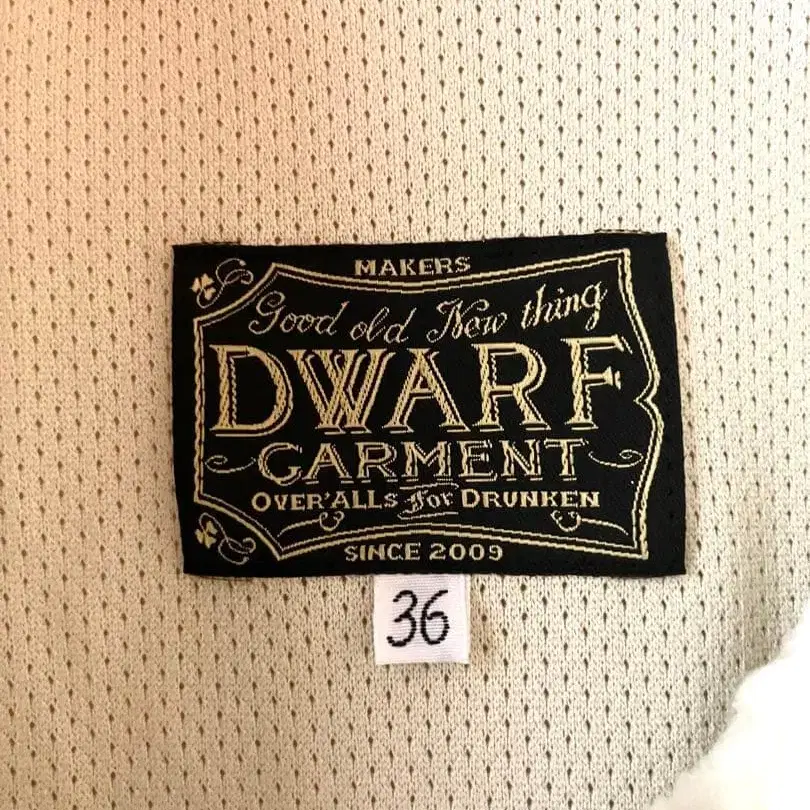 MAKERS
Good old New thing
DWARF
GARMENT
OVER'ALLS for DRUNKEN
SINCE 2009
36